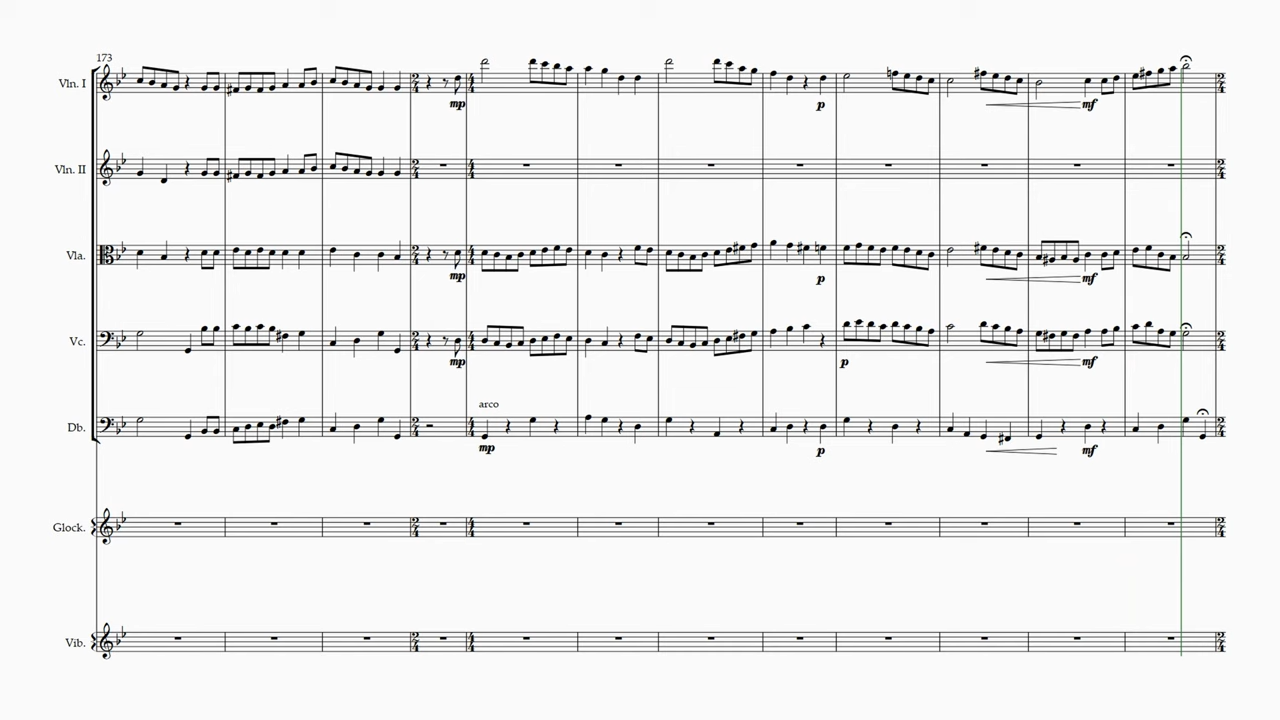 173
Vln. I
mp
p
mf
Vln. II
Vla.
mp
p
mf
Vc.
mp
p
mf
arco
Db.
mp
p
mf
Glock.
Vib.